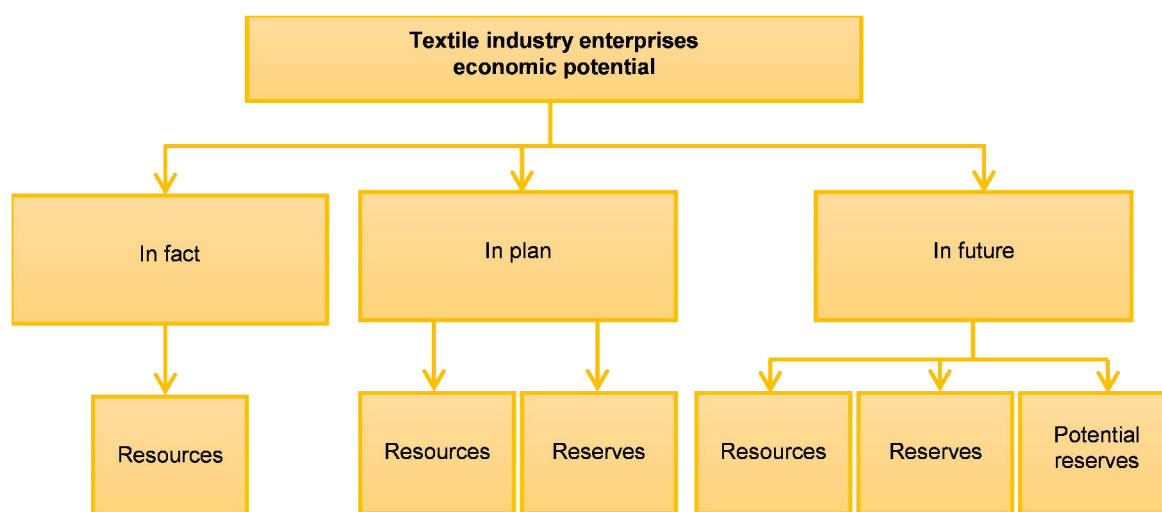 Textile industry enterprises
economic potential
In fact
In plan
In future
Resources
Resources
Reserves
Resources
Reserves
Potential
reserves